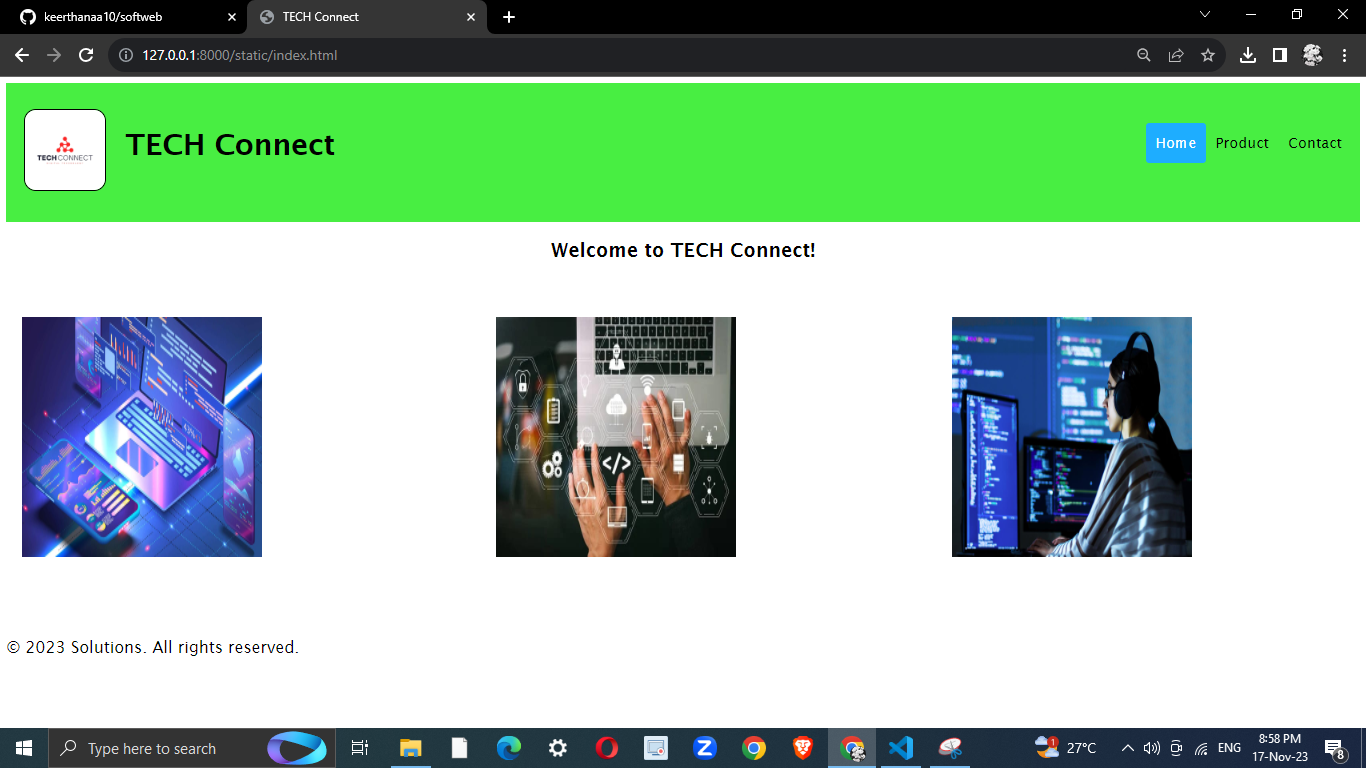 keerthanaa10/softweb
TECH Connect
127.0.0.1:8000/static/index.html
TECHCONNECT
TECH Connect
Home
Product
Contact
Welcome to TECH Connect!
</>
© 2023 Solutions. All rights reserved.
Type here to search
1
27°C
ENG
8:58 PM
17-Nov-23
8